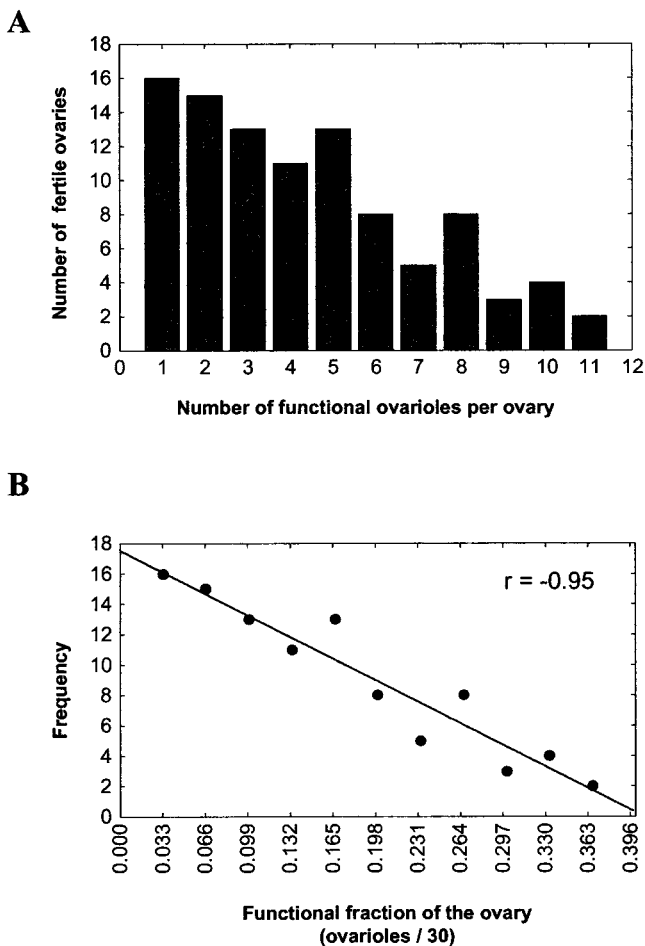 A
18
16
14
12
10
8
6
4
2
0
Number of fertile ovaries
0 1 2 3 4 5 6 7 8 9 10 11 12
Number of functional ovarioles per ovary
B
18
16
14
12
10
8
6
4
2
0
Frequency
r = -0.95
0.000 0.033 0.066 0.099 0.132 0.165 0.198 0.231 0.264 0.297 0.330 0.363 0.396
Functional fraction of the ovary
(ovarioles / 30)